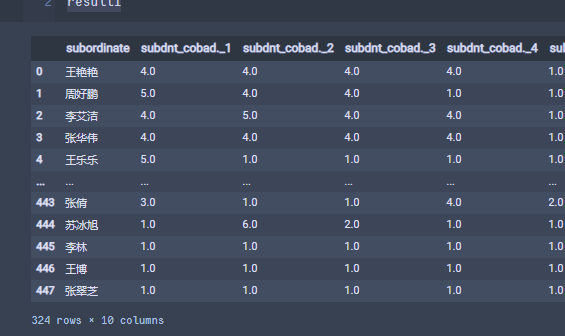 2 result1
subordinate subdnt_cobad._1 subdnt_cobad._2 subdnt_cobad._3 subdnt_cobad._4
0 王艳艳 4.0 4.0 4.0 4.0 1.0
1 周好鹏 5.0 4.0 4.0 1.0 1.0
2 李艾洁 4.0 5.0 4.0 4.0 1.0
3 张华伟 4.0 4.0 4.0 4.0 1.0
4 王乐乐 5.0 1.0 1.0 1.0 1.0
... ... ... ... ... ... ...
443 张倩 3.0 1.0 1.0 4.0 2.0
444 苏冰旭 1.0 6.0 2.0 1.0 1.0
445 李林 1.0 1.0 1.0 1.0 1.0
446 王博 1.0 1.0 1.0 1.0 1.0
447 张翠芝 1.0 1.0 1.0 1.0 1.0
324 rows × 10 columns